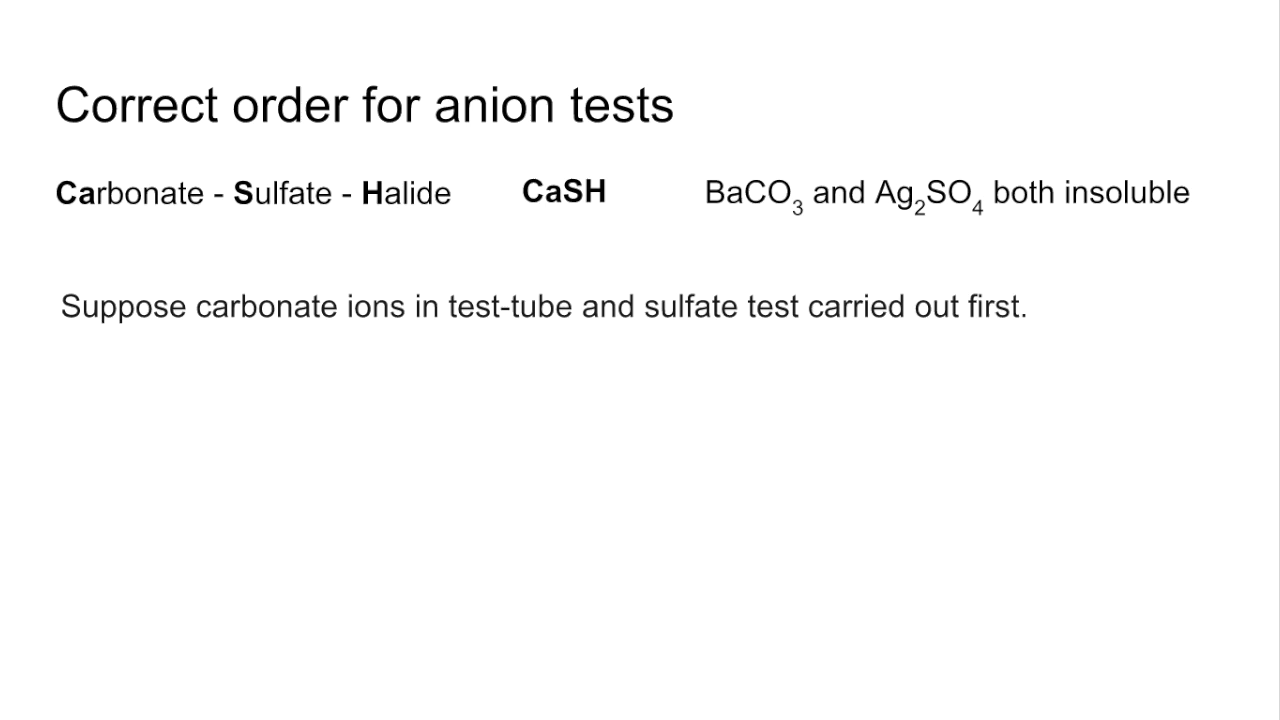 Correct order for anion tests
Carbonate - Sulfate - Halide CaSH BaCO₃ and Ag₂SO₄ both insoluble
Suppose carbonate ions in test-tube and sulfate test carried out first.